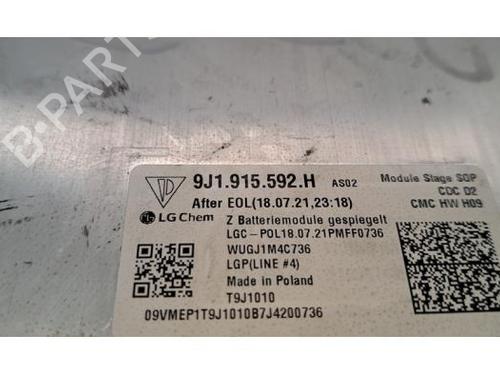 B-PARTS
9J1.915.592.H AS02
Module Stage SOP
CDC D2
CMC HW H09
After EOL(18.07.21,23:18)
LG Chem Z Batteriemodule gespiegelt
LGC-POL18.07.21PMFF0736
WUGJ1M4C736
LGP(LINE #4)
Made in Poland
T9J1010
09VMEP1T9J1010B7J4200736